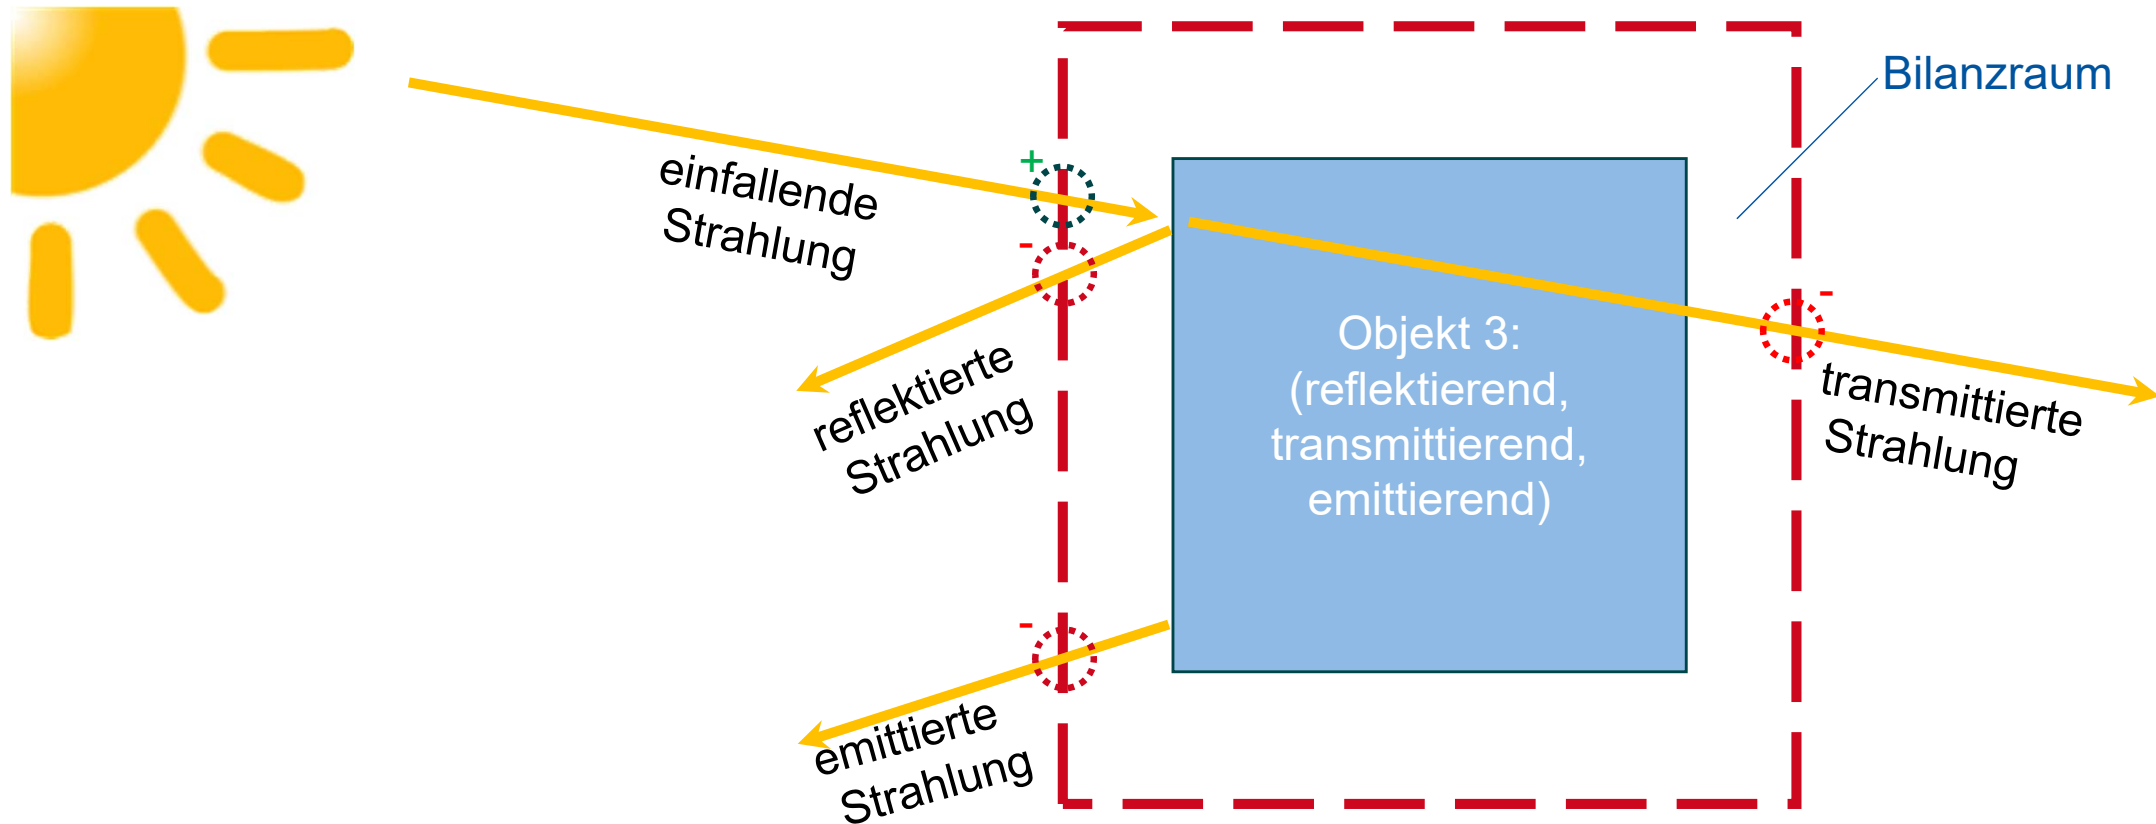 Bilanzraum
+
einfallende
Strahlung
-
reflektierte
Strahlung
Objekt 3:
(reflektierend,
transmittierend,
emittierend)
-
transmittierte
Strahlung
-
emittierte
Strahlung